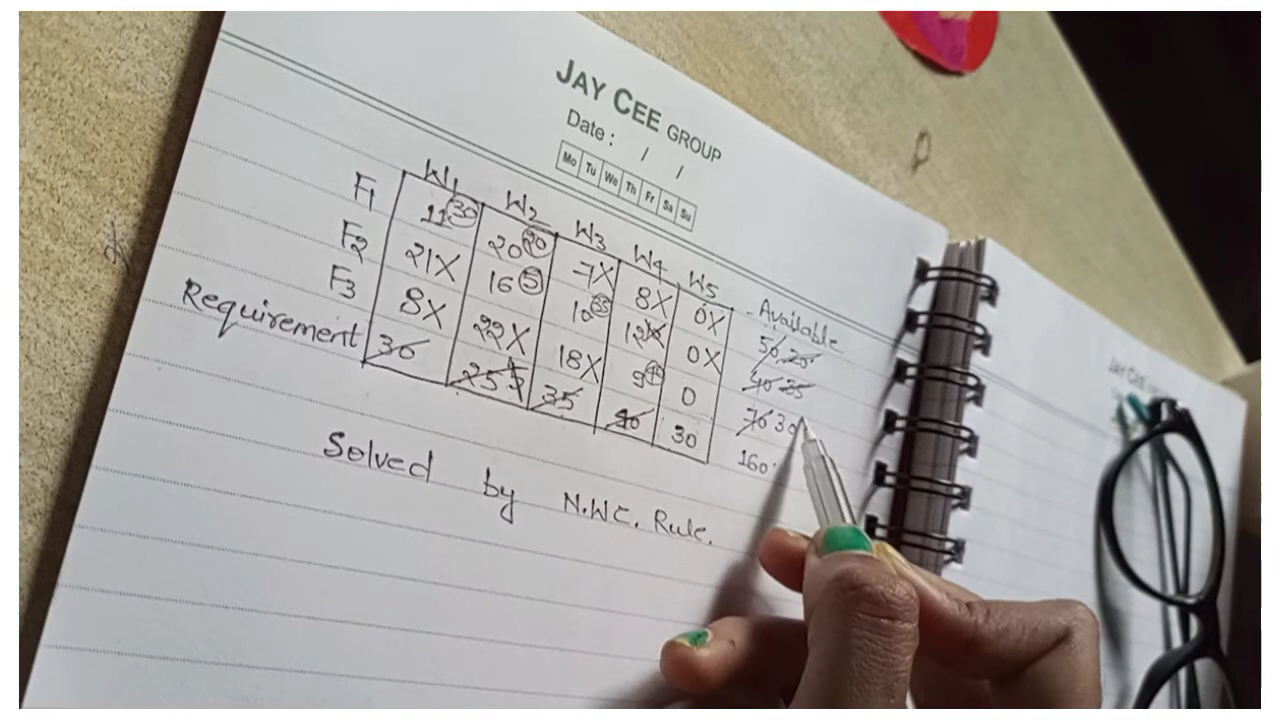 JAY CEE GROUP
Date : / /
Mo Tu We Th Fr Sa Su
W1 W2 W3 W4 W5 Available
F1 11 30 20 20 7X 8X 0X 50 20
F2 21X 16 5 10 35 12X 0X 40 35
F3 8X 22X 18X 9 40 0 70 30
Requirement 30 25 5 35 40 30 160
Solved by N.W.C. Rule.
JAY CEE